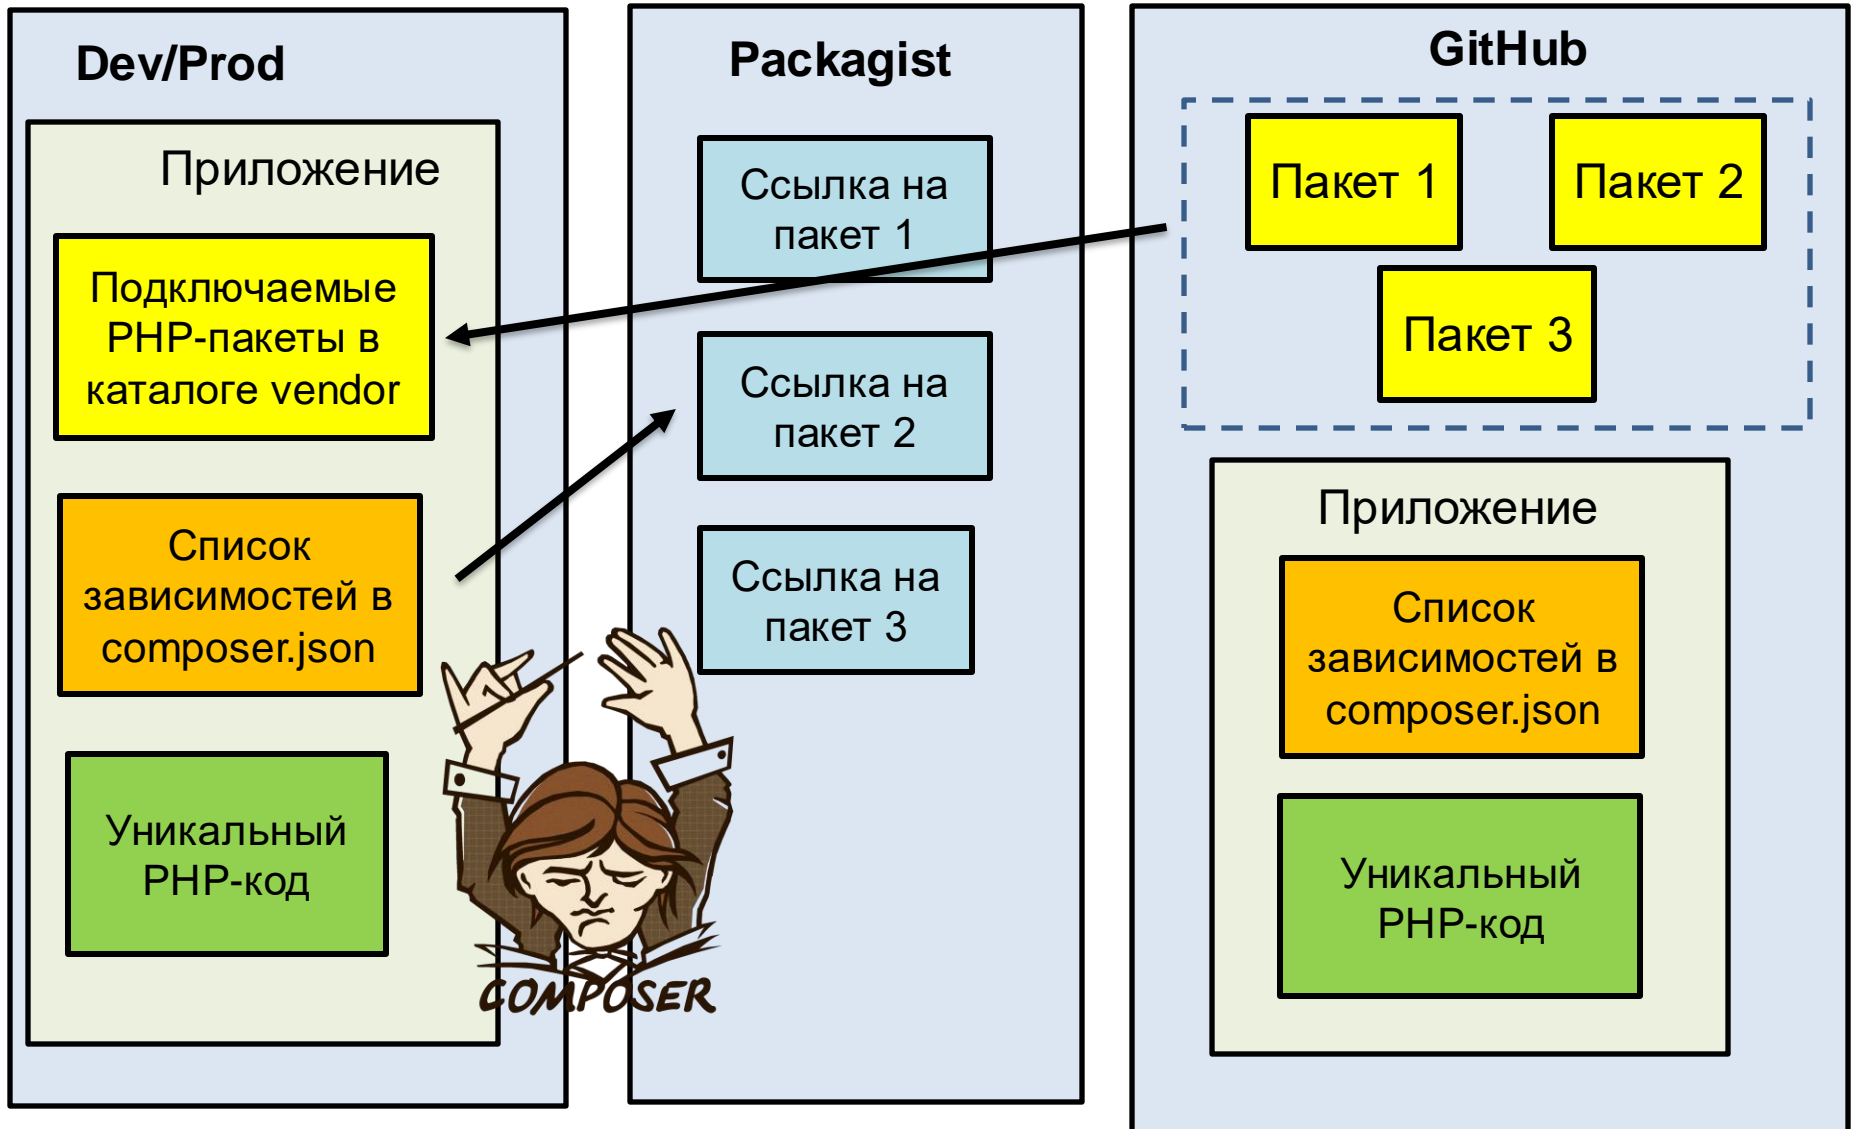 Dev/Prod
Приложение
Подключаемые
PHP-пакеты в
каталоге vendor
Список
зависимостей в
composer.json
Уникальный
PHP-код
COMPOSER
Packagist
Ссылка на
пакет 1
Ссылка на
пакет 2
Ссылка на
пакет 3
GitHub
Пакет 1
Пакет 2
Пакет 3
Приложение
Список
зависимостей в
composer.json
Уникальный
PHP-код